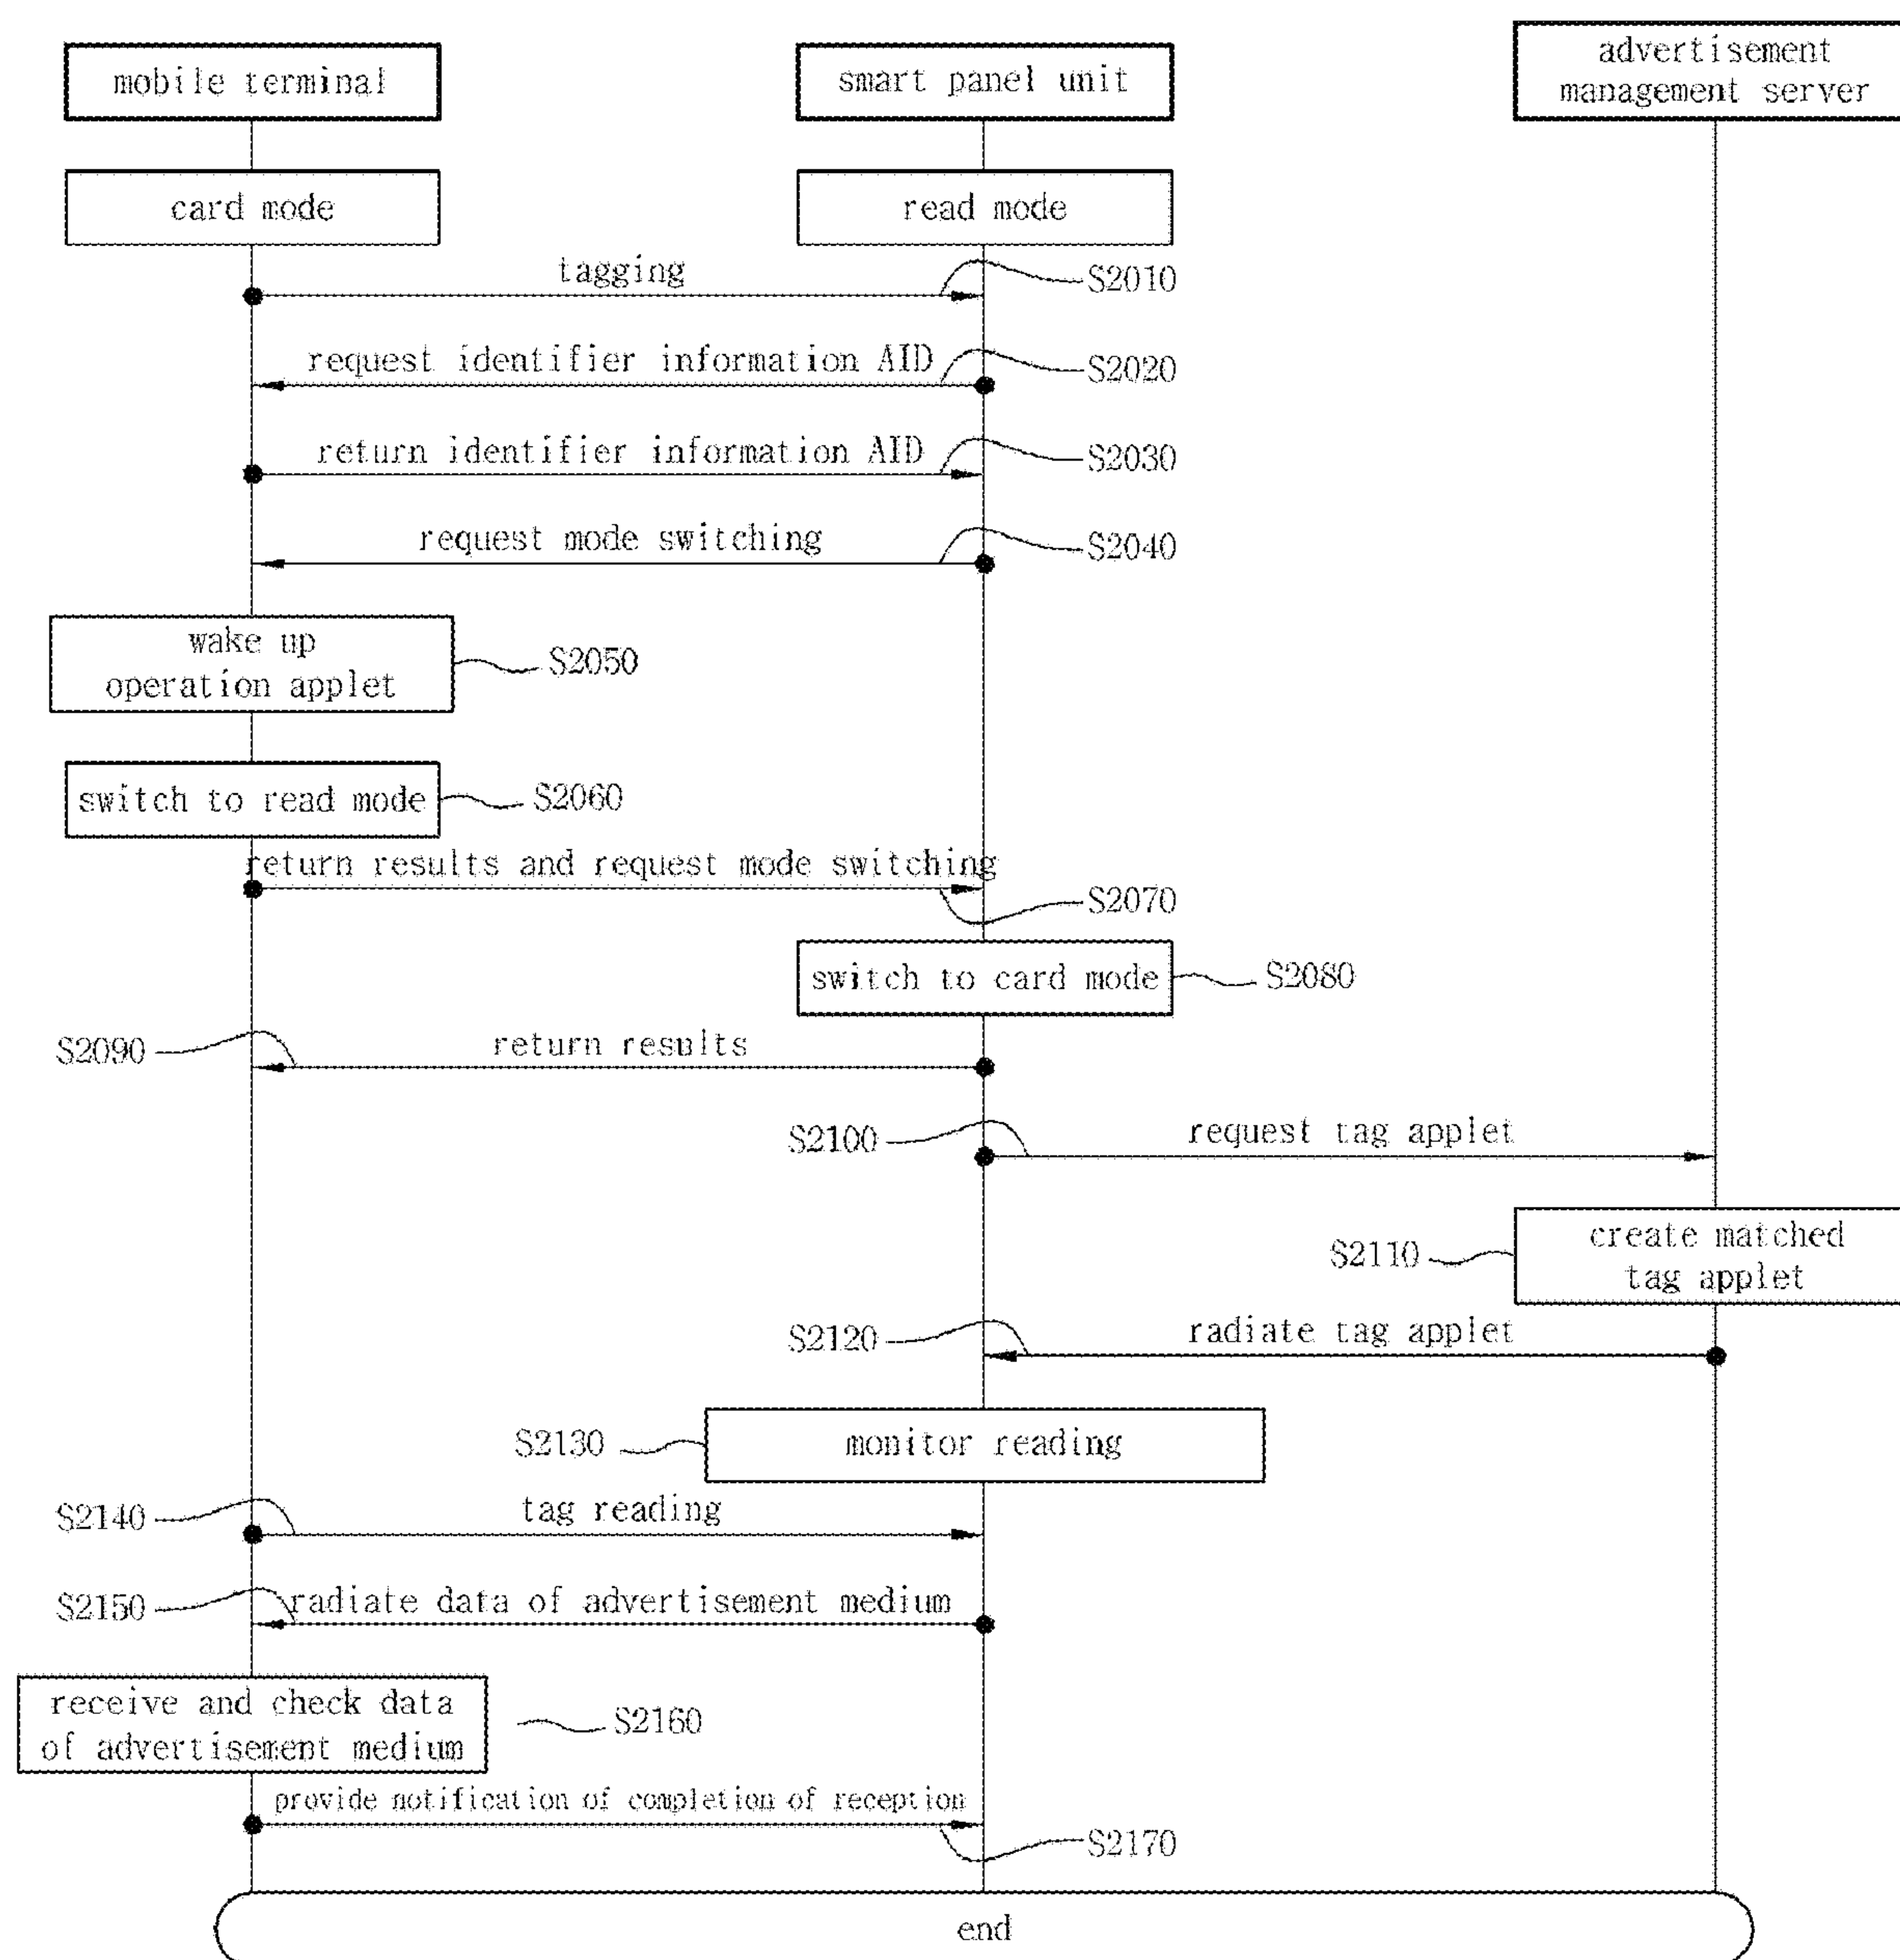 mobile terminal
smart panel unit
advertisement
management server
card mode
read mode
tagging
S2010
request identifier information AID
S2020
return identifier information AID
S2030
request mode switching
S2040
wake up
operation applet
S2050
switch to read mode
S2060
return results and request mode switching
S2070
switch to card mode
S2080
S2090
return results
S2100
request tag applet
S2110
create matched
tag applet
S2120
radiate tag applet
S2130
monitor reading
S2140
tag reading
S2150
radiate data of advertisement medium
receive and check data
of advertisement medium
S2160
provide notification of completion of reception
S2170
end